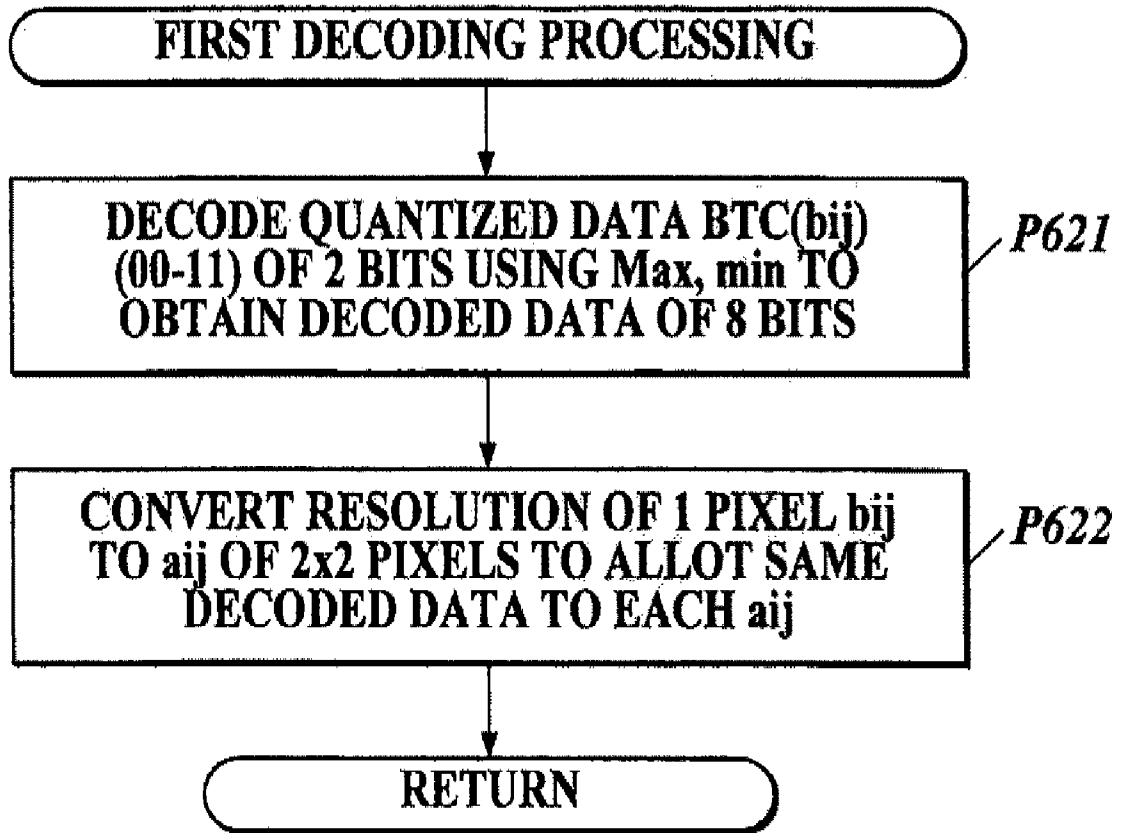 FIRST DECODING PROCESSING
DECODE QUANTIZED DATA BTC(bij)
(00-11) OF 2 BITS USING Max, min TO
OBTAIN DECODED DATA OF 8 BITS
P621
CONVERT RESOLUTION OF 1 PIXEL bij
TO aij OF 2x2 PIXELS TO ALLOT SAME
DECODED DATA TO EACH aij
P622
RETURN